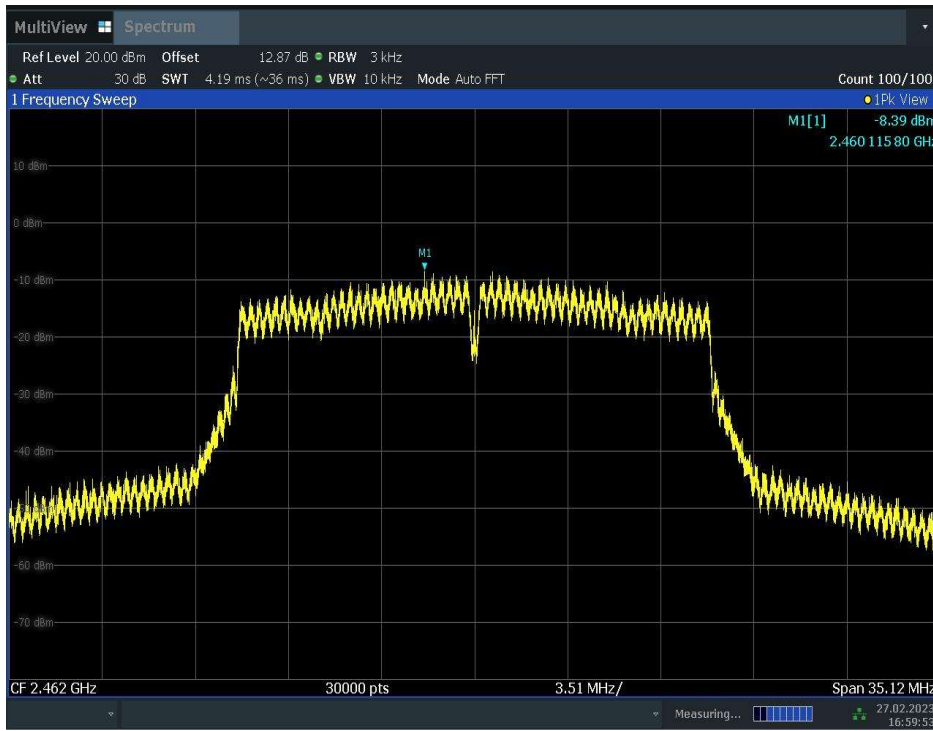 MultiView Spectrum
Ref Level 20.00 dBm Offset 12.87 dB RBW 3 kHz
Att 30 dB SWT 4.19 ms (~36 ms) VBW 10 kHz Mode Auto FFT Count 100/100
1 Frequency Sweep 1Pk View
M1[1] -8.39 dBm
2.460 115 80 GHz
10 dBm
0 dBm
M1
-10 dBm
-20 dBm
-30 dBm
-40 dBm
-60 dBm
-70 dBm
CF 2.462 GHz 30000 pts 3.51 MHz/ Span 35.12 MHz
Measuring... 27.02.2023
16:59:53